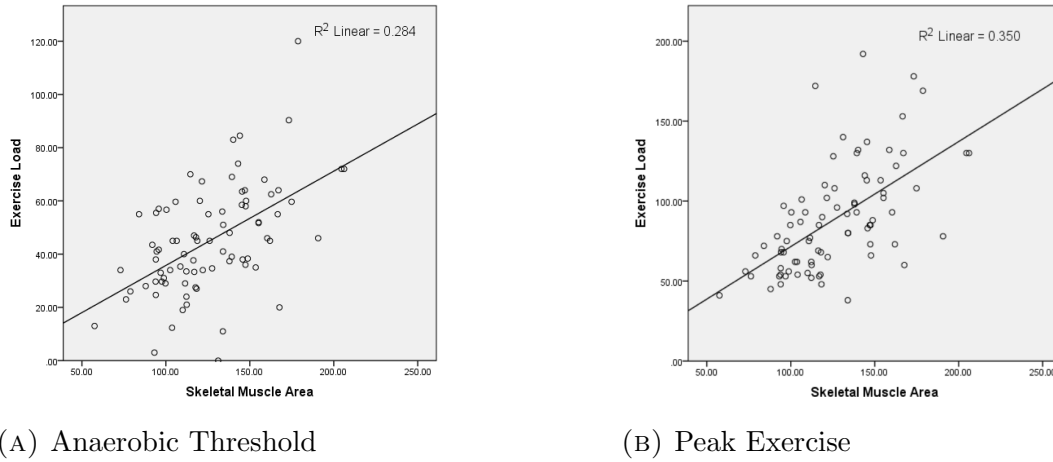 R² Linear = 0.284
120.00
100.00
80.00
60.00
40.00
20.00
.00
Exercise Load
50.00 100.00 150.00 200.00 250.00
Skeletal Muscle Area
(A) Anaerobic Threshold
R² Linear = 0.350
200.00
150.00
100.00
50.00
.00
Exercise Load
50.00 100.00 150.00 200.00 250.00
Skeletal Muscle Area
(B) Peak Exercise